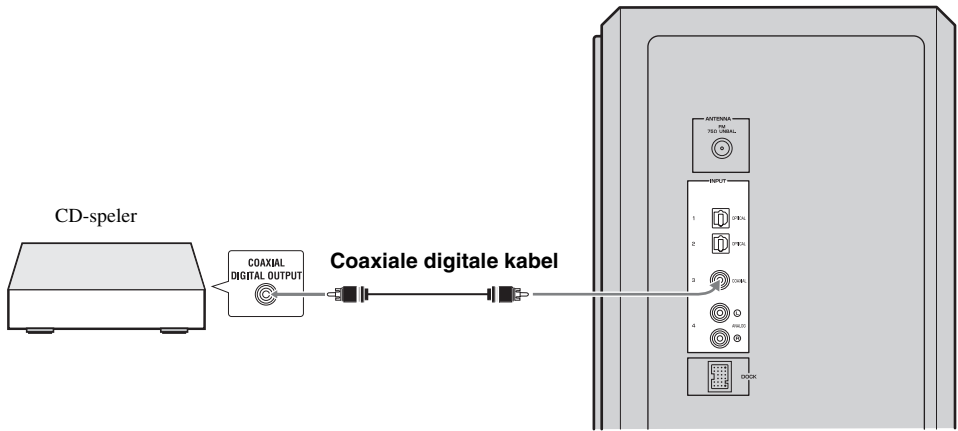 CD-speler
COAXIAL
DIGITAL OUTPUT
Coaxiale digitale kabel
ANTENNA
FM
75Ω UNBAL.
INPUT
1 OPTICAL
2 OPTICAL
3 COAXIAL
L
4 ANALOG
R
DOCK